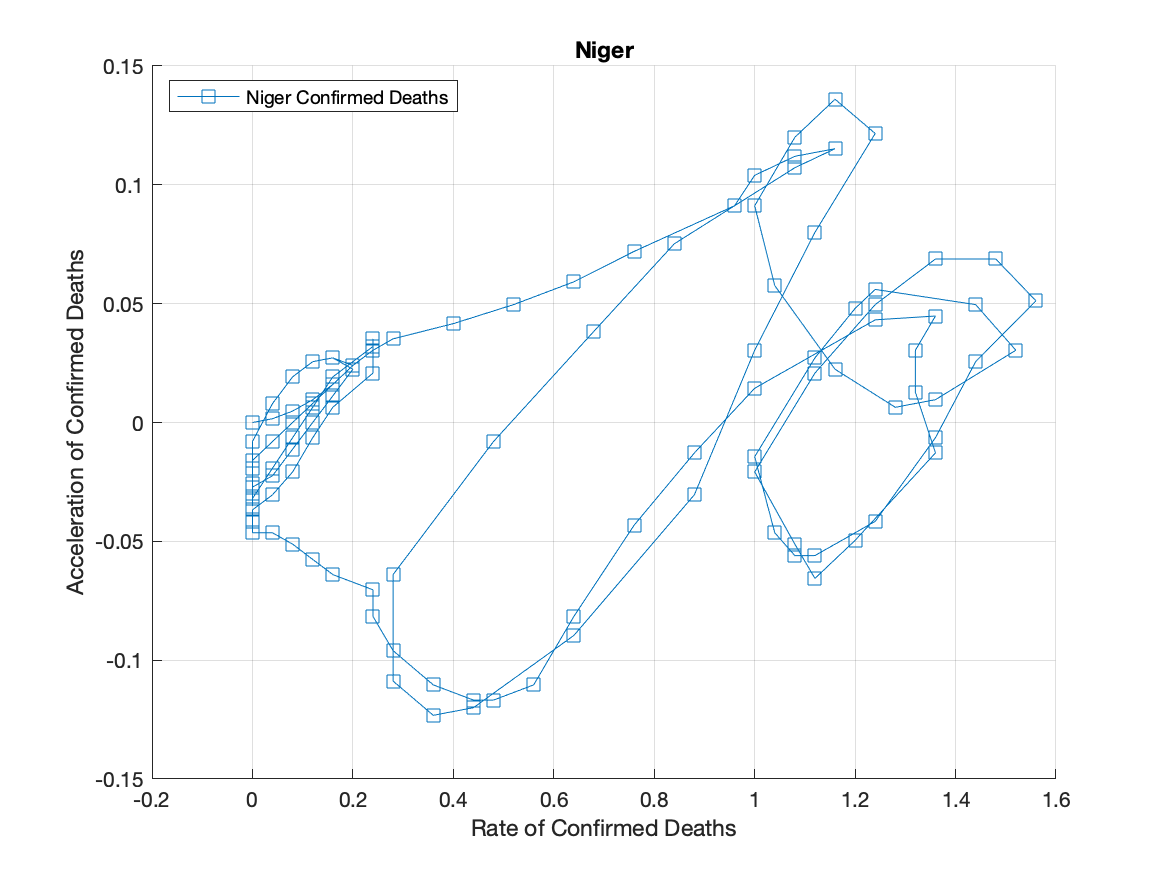 Niger
Niger Confirmed Deaths
0.15
0.1
0.05
0
-0.05
-0.1
-0.15
Acceleration of Confirmed Deaths
-0.2 0 0.2 0.4 0.6 0.8 1 1.2 1.4 1.6
Rate of Confirmed Deaths